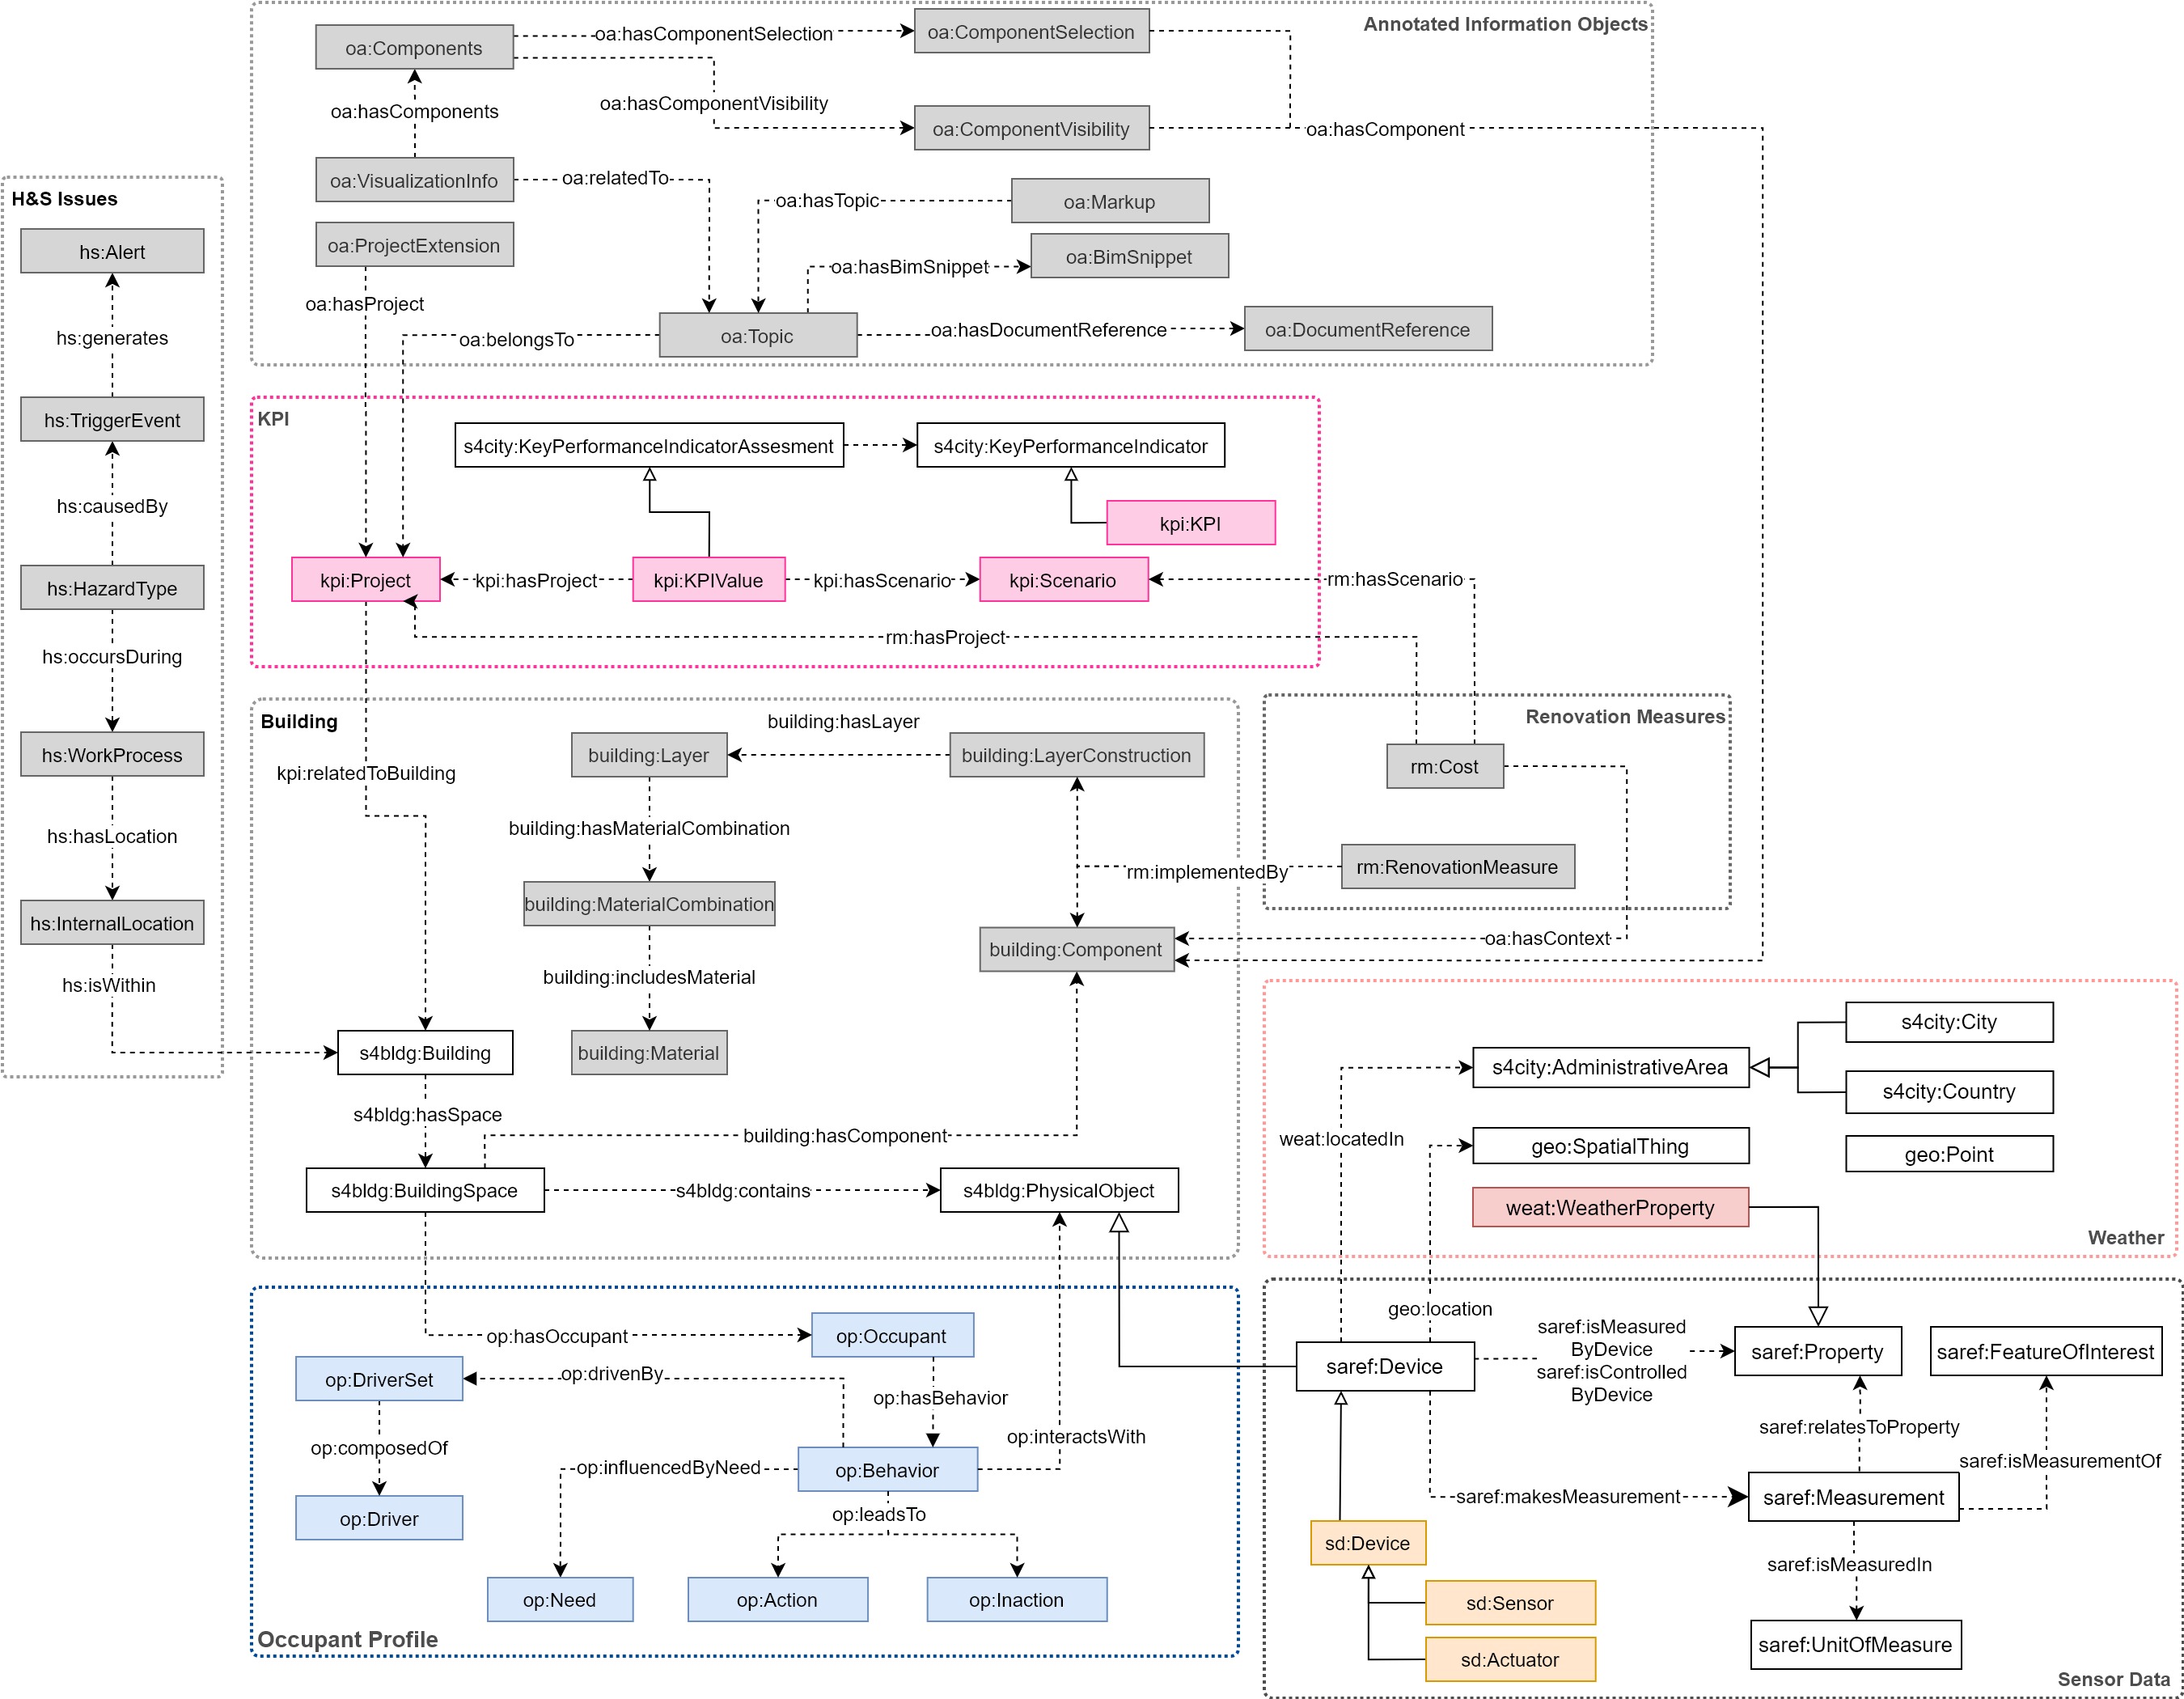 Annotated Information Objects
oa:Components
oa:hasComponentSelection
oa:ComponentSelection
oa:hasComponents
oa:hasComponentVisibility
oa:ComponentVisibility
oa:hasComponent
oa:VisualizationInfo
oa:relatedTo
oa:hasTopic
oa:Markup
oa:ProjectExtension
oa:hasBimSnippet
oa:BimSnippet
oa:hasProject
oa:belongsTo
oa:Topic
oa:hasDocumentReference
oa:DocumentReference
H&S Issues
hs:Alert
hs:generates
hs:TriggerEvent
hs:causedBy
hs:HazardType
hs:occursDuring
hs:WorkProcess
hs:hasLocation
hs:InternalLocation
hs:isWithin
KPI
s4city:KeyPerformanceIndicatorAssesment
s4city:KeyPerformanceIndicator
kpi:KPI
kpi:Project
kpi:hasProject
kpi:KPIValue
kpi:hasScenario
kpi:Scenario
rm:hasScenario
rm:hasProject
kpi:relatedToBuilding
Building
building:hasLayer
building:Layer
building:LayerConstruction
building:hasMaterialCombination
building:MaterialCombination
building:includesMaterial
building:Material
building:Component
s4bldg:Building
s4bldg:hasSpace
building:hasComponent
s4bldg:BuildingSpace
s4bldg:contains
s4bldg:PhysicalObject
Renovation Measures
rm:Cost
rm:implementedBy
rm:RenovationMeasure
oa:hasContext
s4city:City
s4city:AdministrativeArea
s4city:Country
weat:locatedIn
geo:SpatialThing
geo:Point
weat:WeatherProperty
Weather
op:hasOccupant
op:Occupant
op:DriverSet
op:drivenBy
op:hasBehavior
op:composedOf
op:interactsWith
op:influencedByNeed
op:Behavior
op:leadsTo
op:Driver
op:Need
op:Action
op:Inaction
Occupant Profile
geo:location
saref:Device
saref:isMeasured
ByDevice
saref:isControlled
ByDevice
saref:Property
saref:FeatureOfInterest
saref:relatesToProperty
saref:isMeasurementOf
saref:makesMeasurement
saref:Measurement
sd:Device
saref:isMeasuredIn
sd:Sensor
saref:UnitOfMeasure
sd:Actuator
Sensor Data